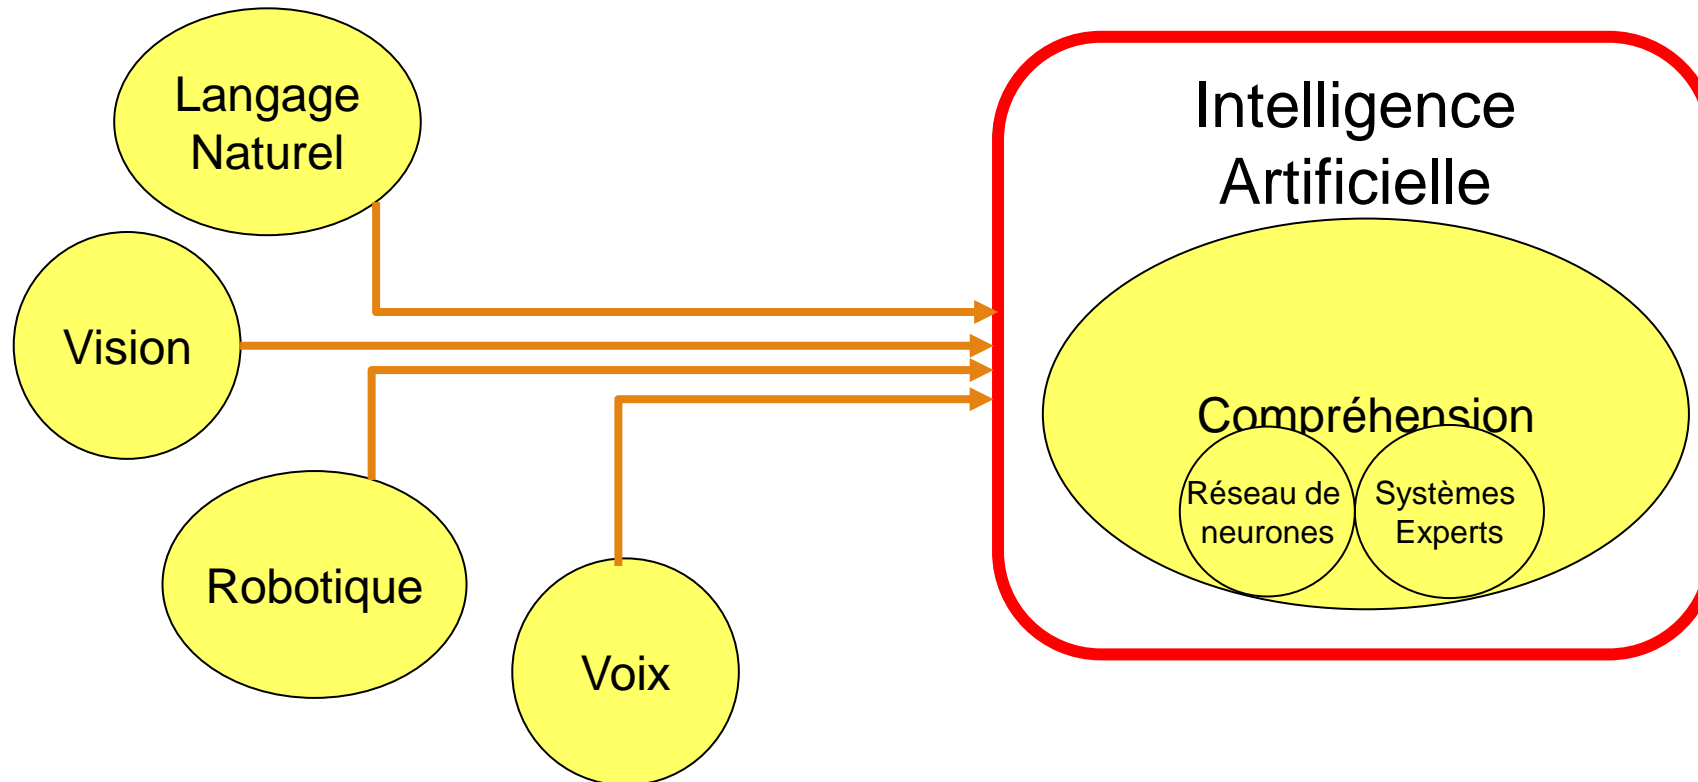 Langage
Naturel
Vision
Robotique
Voix
Intelligence
Artificielle
Compréhension
Réseau de
neurones
Systèmes
Experts